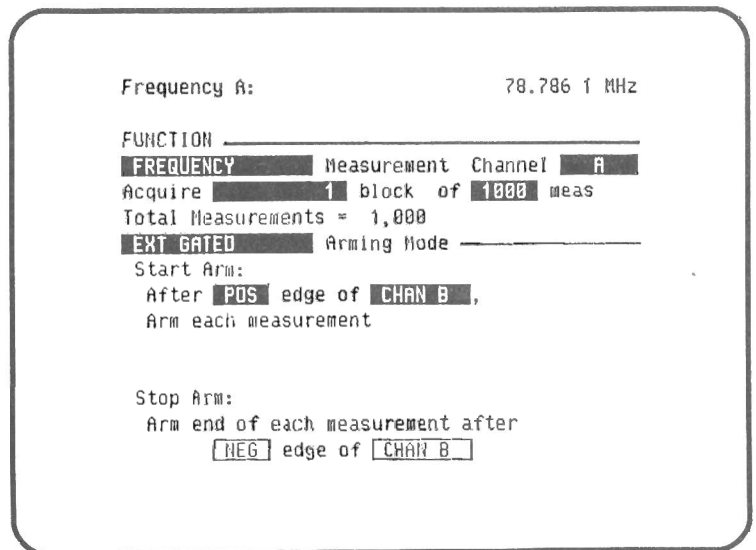 Frequency A: 78.786 1 MHz
FUNCTION
FREQUENCY Measurement Channel A
Acquire 1 block of 1000 meas
Total Measurements = 1,000
EXT GATED Arming Mode
Start Arm:
After POS edge of CHAN B ,
Arm each measurement
Stop Arm:
Arm end of each measurement after
NEG edge of CHAN B